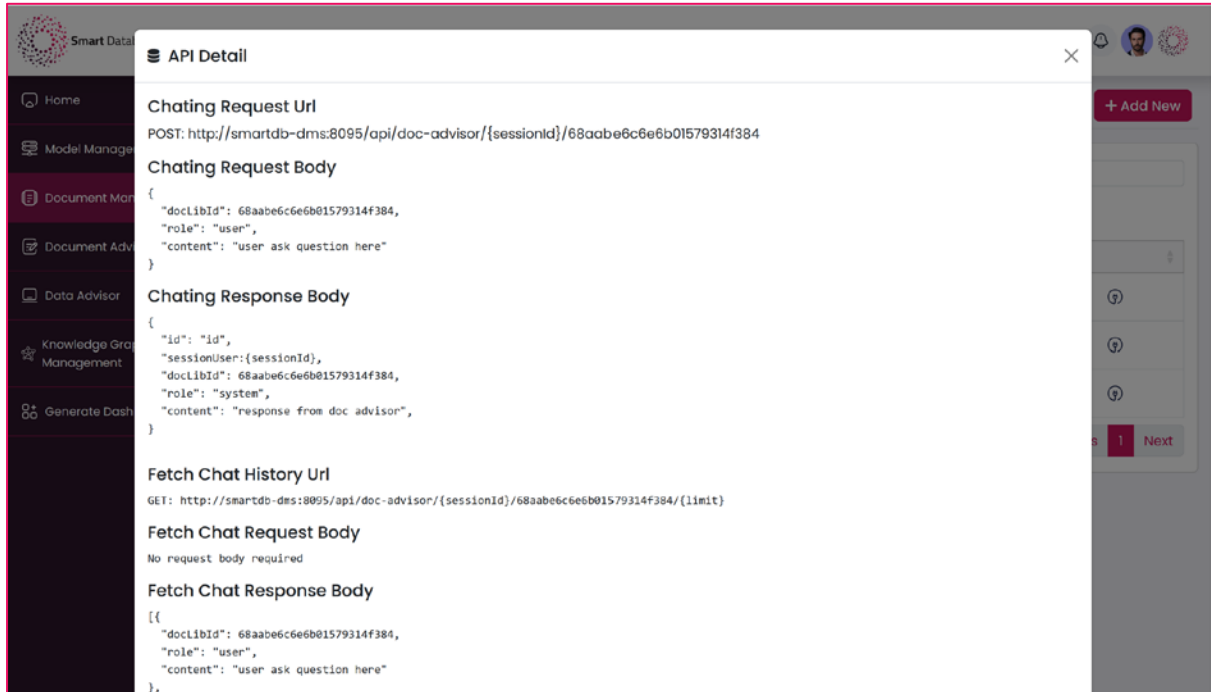 Smart Datab
API Detail
Home
Model Manage
Document Man
Document Advi
Data Advisor
Knowledge Grap
Management
Generate Dash
+ Add New
Chating Request Url
POST: http://smartdb-dms:8095/api/doc-advisor/{sessionId}/68aabe6c6e6b01579314f384
Chating Request Body
{
"docLibId": 68aabe6c6e6b01579314f384,
"role": "user",
"content": "user ask question here"
}
Chating Response Body
{
"id": "id",
"sessionUser:{sessionId},
"docLibId": 68aabe6c6e6b01579314f384,
"role": "system",
"content": "response from doc advisor",
}
Fetch Chat History Url
GET: http://smartdb-dms:8095/api/doc-advisor/{sessionId}/68aabe6c6e6b01579314f384/{limit}
Fetch Chat Request Body
No request body required
Fetch Chat Response Body
[{
"docLibId": 68aabe6c6e6b01579314f384,
"role": "user",
"content": "user ask question here"
},
s 1 Next